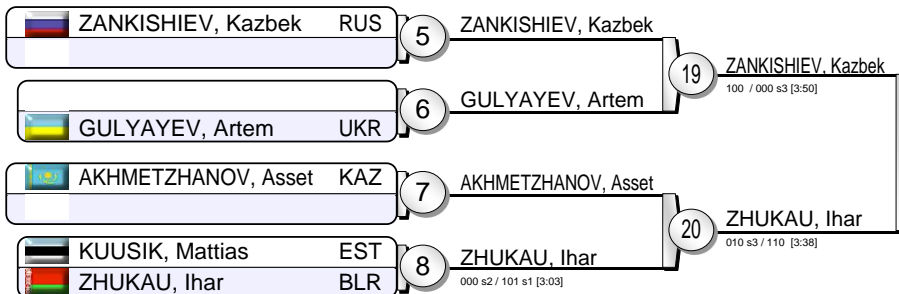 ZANKISHIEV, Kazbek RUS
5
ZANKISHIEV, Kazbek
19
ZANKISHIEV, Kazbek
100 / 000 s3 [3:50]
6
GULYAYEV, Artem
GULYAYEV, Artem UKR
AKHMETZHANOV, Asset KAZ
7
AKHMETZHANOV, Asset
20
ZHUKAU, Ihar
010 s3 / 110 [3:38]
KUUSIK, Mattias EST
8
ZHUKAU, Ihar
000 s2 / 101 s1 [3:03]
ZHUKAU, Ihar BLR